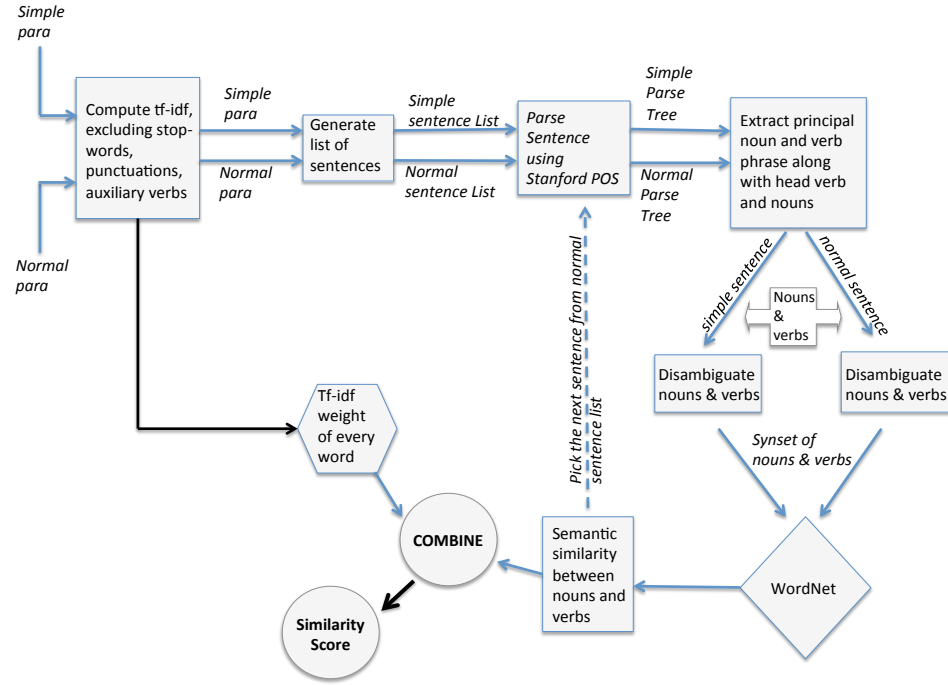 Simple
para
Compute tf-idf,
excluding stop-
words,
punctuations,
auxiliary verbs
Normal
para
Simple
para
Normal
para
Generate
list of
sentences
Simple
sentence List
Normal
sentence List
Parse
Sentence
using
Stanford POS
Simple
Parse
Tree
Normal
Parse
Tree
Extract principal
noun and verb
phrase along
with head verb
and nouns
simple sentence
normal sentence
Nouns
&
verbs
Disambiguate
nouns & verbs
Disambiguate
nouns & verbs
Synset of
nouns & verbs
WordNet
Semantic
similarity
between
nouns and
verbs
Pick the next sentence from normal
sentence list
Tf-idf
weight
of every
word
COMBINE
Similarity
Score